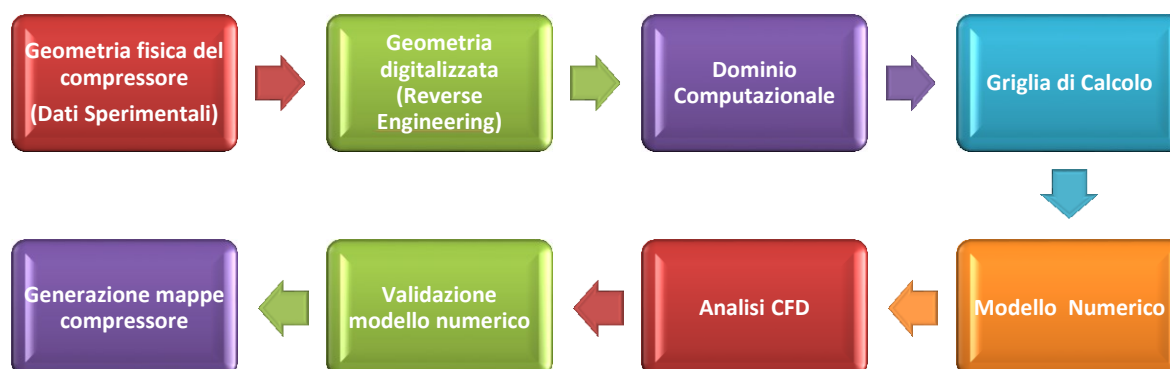 Geometria fisica del
compressore
(Dati Sperimentali)
Geometria
digitalizzata
(Reverse
Engineering)
Dominio
Computazionale
Griglia di Calcolo
Generazione mappe
compressore
Validazione
modello numerico
Analisi CFD
Modello Numerico